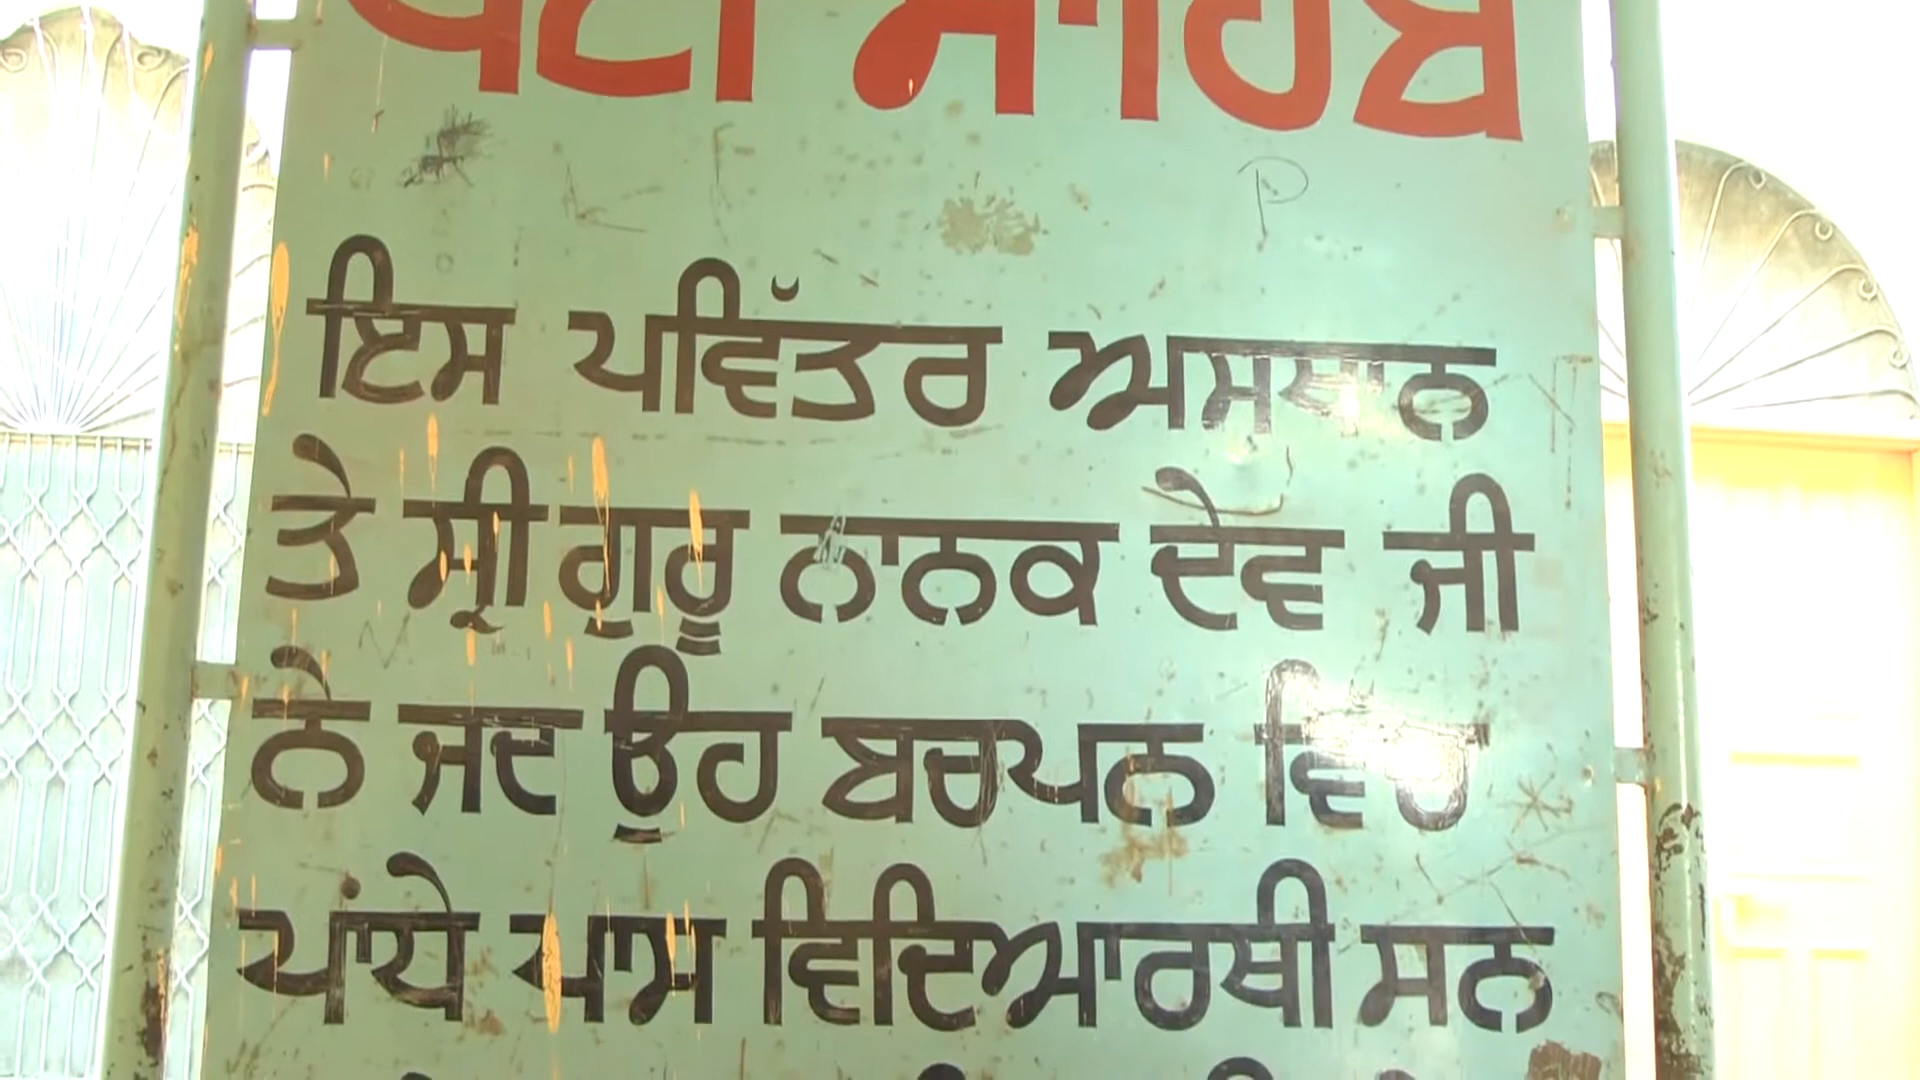 ਪੱਟੀ ਸਾਹਿਬ
ਇਸ ਪਵਿੱਤਰ ਅਸਥਾਨ
ਤੇ ਸ੍ਰੀ ਗੁਰੂ ਨਾਨਕ ਦੇਵ ਜੀ
ਨੇ ਜਦ ਉਹ ਬਚਪਨ ਵਿੱਚ
ਪਾਂਧੇ ਪਾਸ ਵਿਦਿਆਰਥੀ ਸਨ